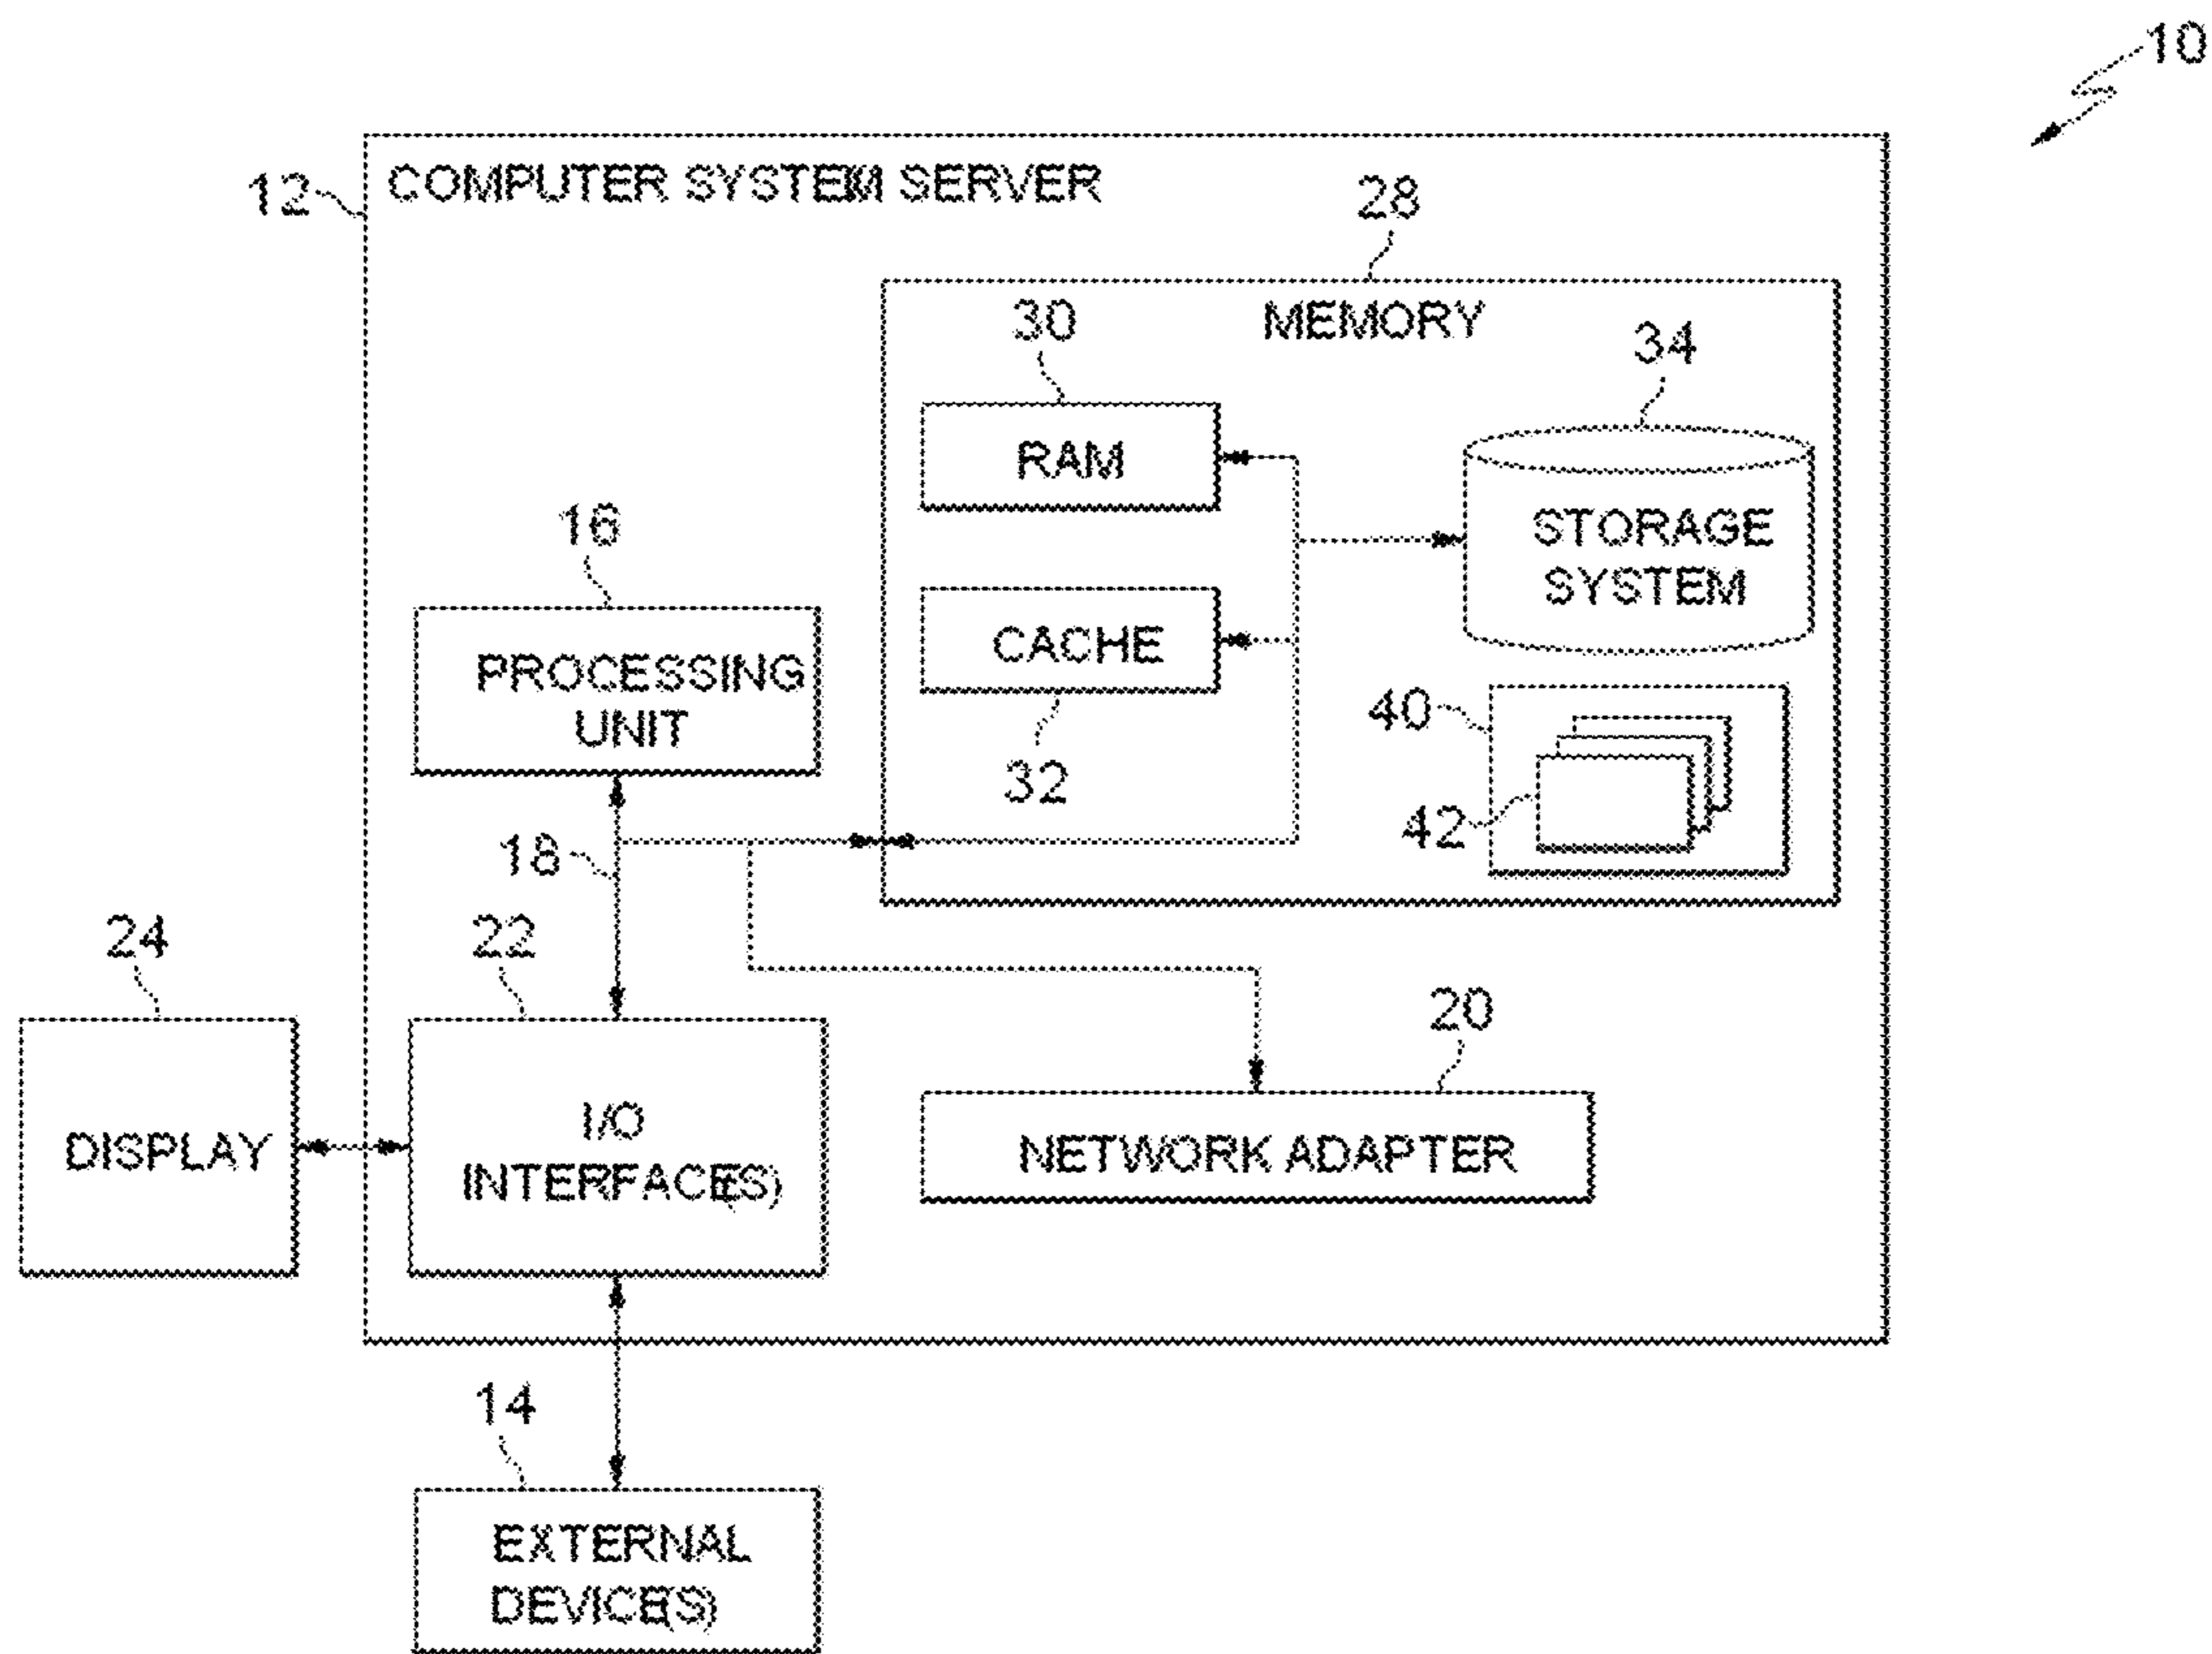 10
12
COMPUTER SYSTEM SERVER
28
MEMORY
30
34
RAM
STORAGE
SYSTEM
16
PROCESSING
UNIT
CACHE
32
40
42
18
24
22
20
DISPLAY
I/O
INTERFACE(S)
NETWORK ADAPTER
14
EXTERNAL
DEVICE(S)